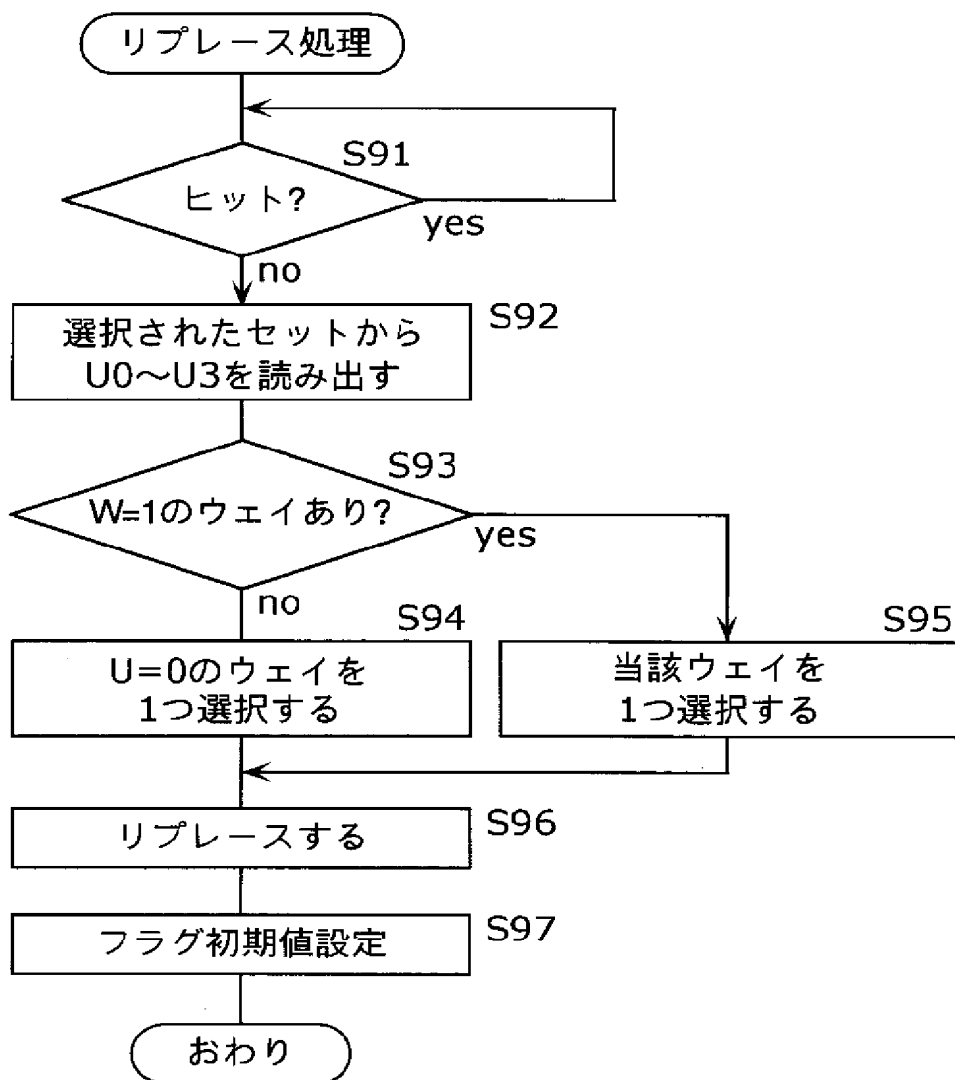 リプレース処理
S91
ヒット?
yes
no
S92
選択されたセットから
U0～U3を読み出す
S93
W=1のウェイあり?
yes
no
S94
U=0のウェイを
1つ選択する
S95
当該ウェイを
1つ選択する
リプレースする
S96
フラグ初期値設定
S97
おわり